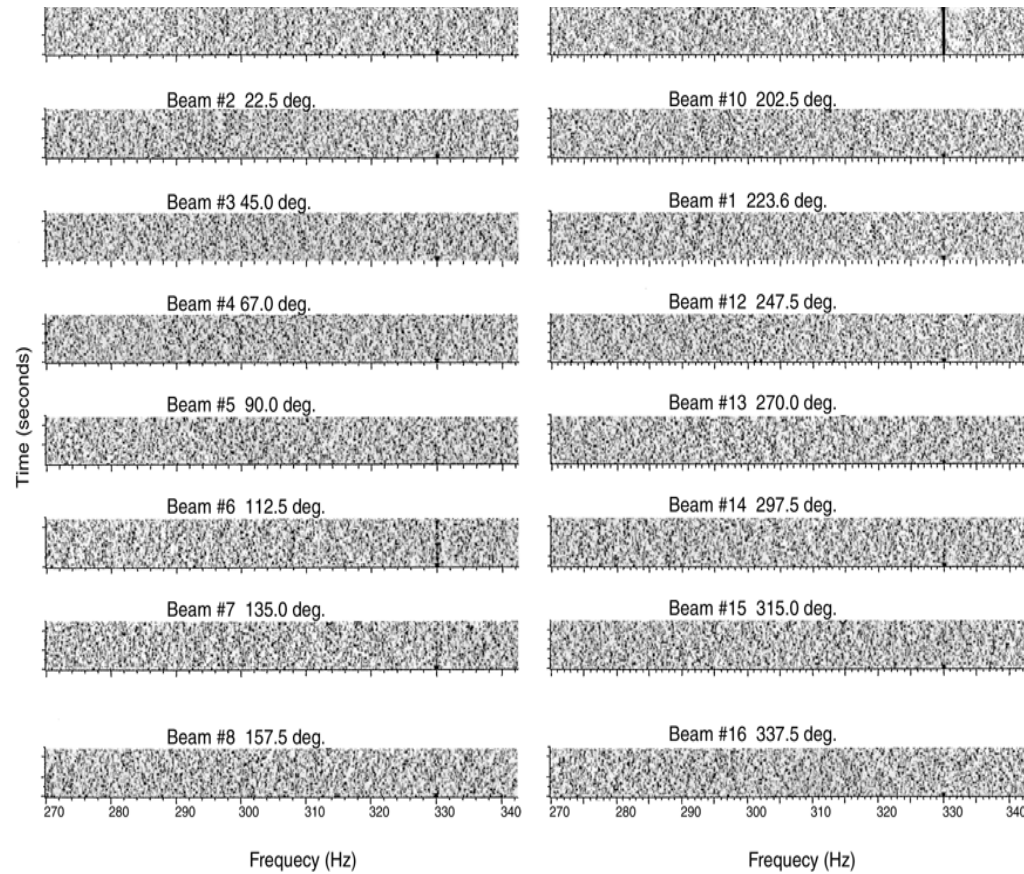 Beam #2 22.5 deg.
Beam #3 45.0 deg.
Beam #4 67.0 deg.
Beam #5 90.0 deg.
Beam #6 112.5 deg.
Beam #7 135.0 deg.
Beam #8 157.5 deg.
270 280 290 300 310 320 330 340
Frequecy (Hz)
Beam #10 202.5 deg.
Beam #1 223.6 deg.
Beam #12 247.5 deg.
Beam #13 270.0 deg.
Beam #14 297.5 deg.
Beam #15 315.0 deg.
Beam #16 337.5 deg.
270 280 290 300 310 320 330 340
Frequecy (Hz)
Time (seconds)